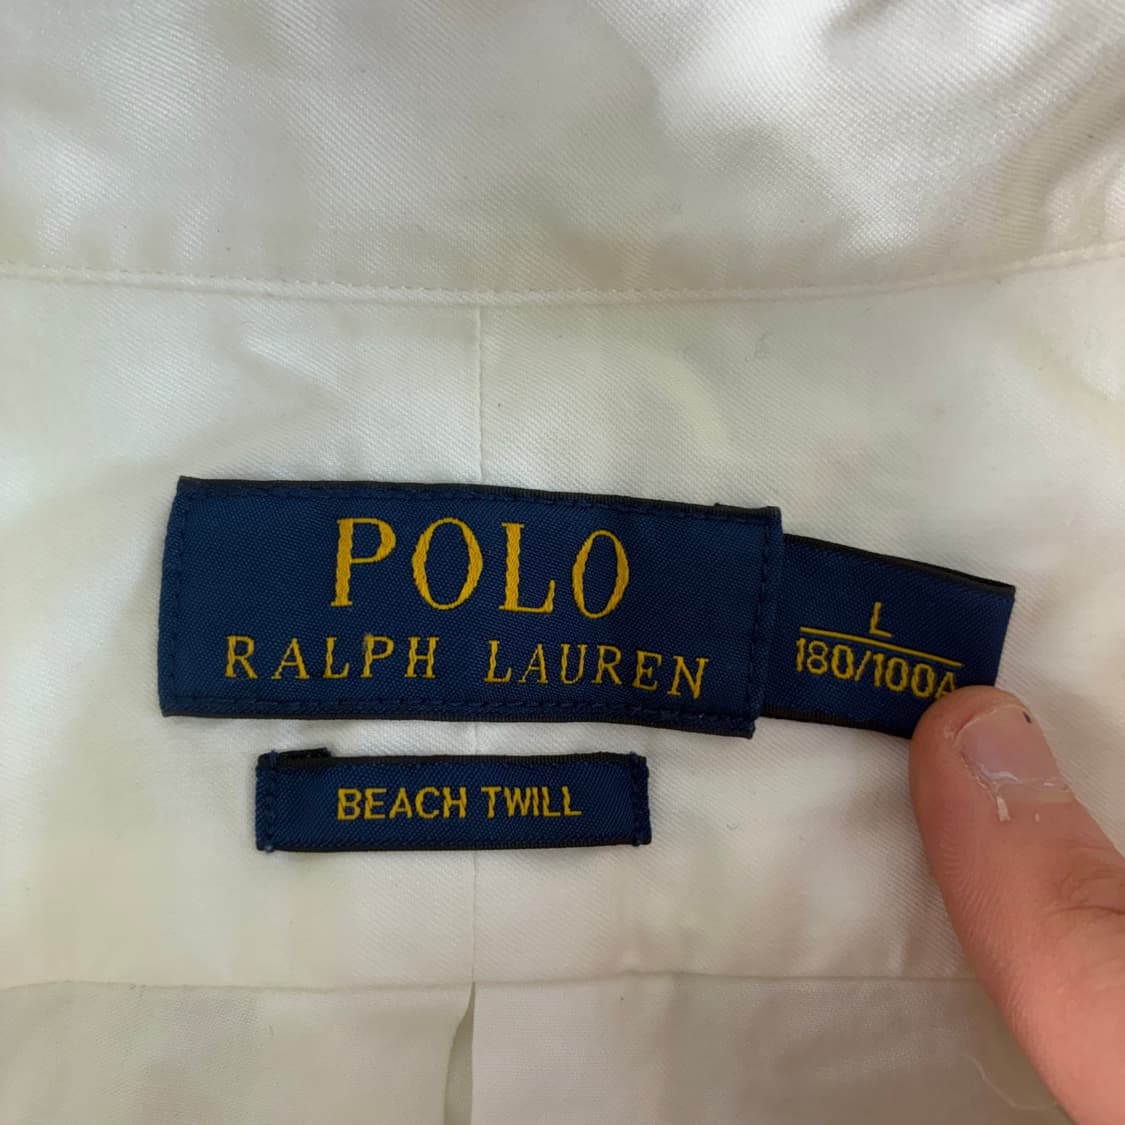 POLO
RALPH LAUREN
L
180/100A
BEACH TWILL